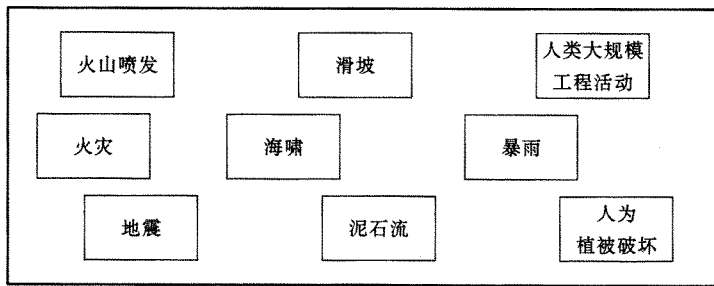 火山喷发
滑坡
人类大规模
工程活动
火灾
海啸
暴雨
地震
泥石流
人为
植被破坏